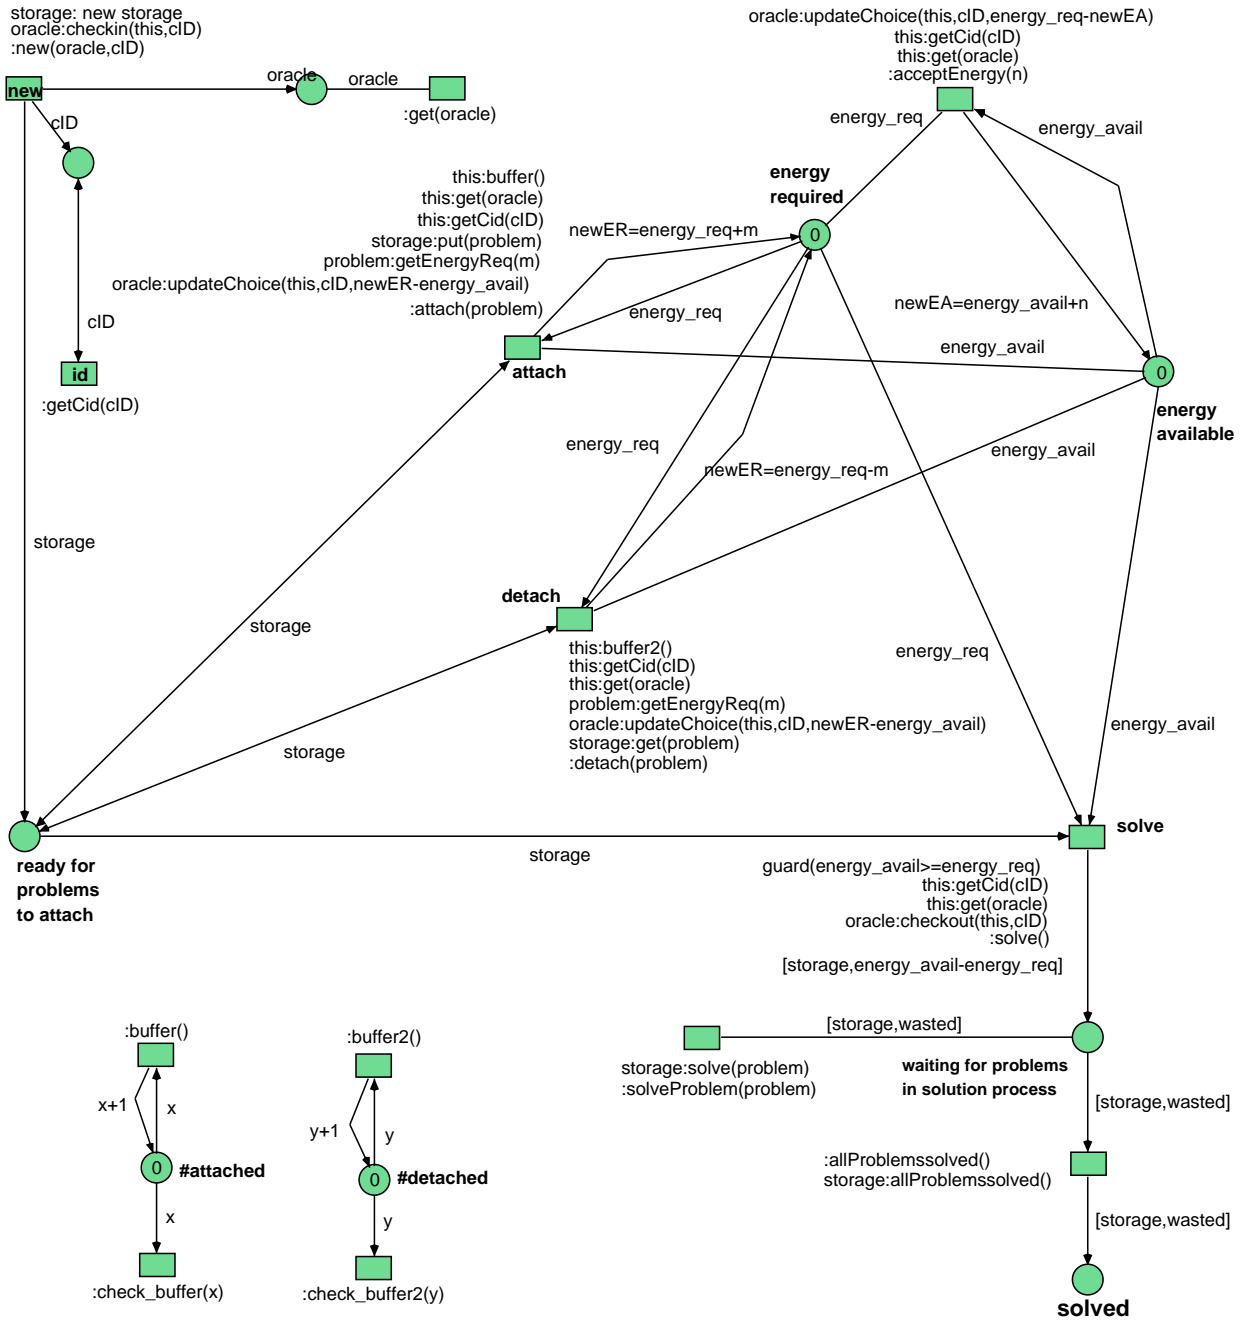 storage: new storage
oracle:checkin(this,cID)
:new(oracle,cID)
new
oracle
oracle
:get(oracle)
cID
cID
id
:getCid(cID)
storage
oracle:updateChoice(this,cID,energy_req-newEA)
this:getCid(cID)
this:get(oracle)
:acceptEnergy(n)
energy_req
energy_avail
energy
required
0
this:buffer()
this:get(oracle)
this:getCid(cID)
storage:put(problem)
problem:getEnergyReq(m)
oracle:updateChoice(this,cID,newER-energy_avail)
:attach(problem)
newER=energy_req+m
energy_req
newEA=energy_avail+n
energy_avail
attach
0
energy
available
energy_req
newER=energy_req-m
energy_avail
storage
detach
this:buffer2()
this:getCid(cID)
this:get(oracle)
problem:getEnergyReq(m)
oracle:updateChoice(this,cID,newER-energy_avail)
storage:get(problem)
:detach(problem)
energy_req
energy_avail
storage
ready for
problems
to attach
storage
solve
guard(energy_avail>=energy_req)
this:getCid(cID)
this:get(oracle)
oracle:checkout(this,cID)
:solve()
[storage,energy_avail-energy_req]
[storage,wasted]
storage:solve(problem)
:solveProblem(problem)
waiting for problems
in solution process
[storage,wasted]
:allProblemssolved()
storage:allProblemssolved()
[storage,wasted]
solved
:buffer()
x+1
x
0
#attached
x
:check_buffer(x)
:buffer2()
y+1
y
0
#detached
y
:check_buffer2(y)